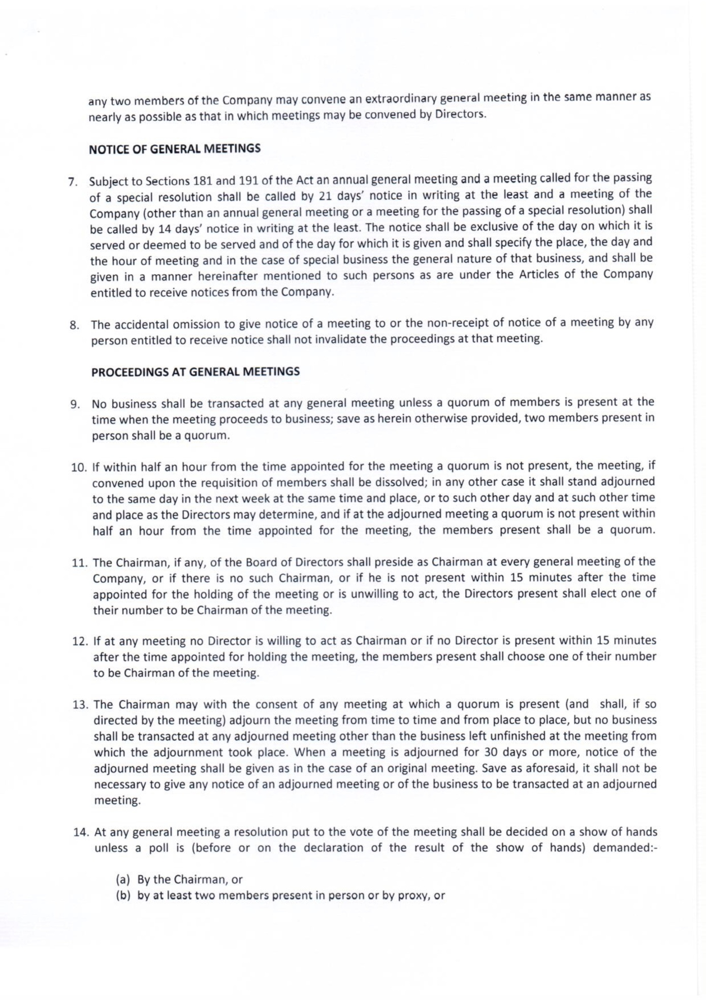 any two members of the Company may convene an extraordinary general meeting in the same manner as
nearly as possible as that in which meetings may be convened by Directors.
NOTICE OF GENERAL MEETINGS
7. Subject to Sections 181 and 191 of the Act an annual general meeting and a meeting called for the passing
of a special resolution shall be called by 21 days' notice in writing at the least and a meeting of the
Company (other than an annual general meeting or a meeting for the passing of a special resolution) shall
be called by 14 days' notice in writing at the least. The notice shall be exclusive of the day on which it is
served or deemed to be served and of the day for which it is given and shall specify the place, the day and
the hour of meeting and in the case of special business the general nature of that business, and shall be
given in a manner hereinafter mentioned to such persons as are under the Articles of the Company
entitled to receive notices from the Company.
8. The accidental omission to give notice of a meeting to or the non-receipt of notice of a meeting by any
person entitled to receive notice shall not invalidate the proceedings at that meeting.
PROCEEDINGS AT GENERAL MEETINGS
9. No business shall be transacted at any general meeting unless a quorum of members is present at the
time when the meeting proceeds to business; save as herein otherwise provided, two members present in
person shall be a quorum.
10. If within half an hour from the time appointed for the meeting a quorum is not present, the meeting, if
convened upon the requisition of members shall be dissolved; in any other case it shall stand adjourned
to the same day in the next week at the same time and place, or to such other day and at such other time
and place as the Directors may determine, and if at the adjourned meeting a quorum is not present within
half an hour from the time appointed for the meeting, the members present shall be a quorum.
11. The Chairman, if any, of the Board of Directors shall preside as Chairman at every general meeting of the
Company, or if there is no such Chairman, or if he is not present within 15 minutes after the time
appointed for the holding of the meeting or is unwilling to act, the Directors present shall elect one of
their number to be Chairman of the meeting.
12. If at any meeting no Director is willing to act as Chairman or if no Director is present within 15 minutes
after the time appointed for holding the meeting, the members present shall choose one of their number
to be Chairman of the meeting.
13. The Chairman may with the consent of any meeting at which a quorum is present (and shall, if so
directed by the meeting) adjourn the meeting from time to time and from place to place, but no business
shall be transacted at any adjourned meeting other than the business left unfinished at the meeting from
which the adjournment took place. When a meeting is adjourned for 30 days or more, notice of the
adjourned meeting shall be given as in the case of an original meeting. Save as aforesaid, it shall not be
necessary to give any notice of an adjourned meeting or of the business to be transacted at an adjourned
meeting.
14. At any general meeting a resolution put to the vote of the meeting shall be decided on a show of hands
unless a poll is (before or on the declaration of the result of the show of hands) demanded:-
(a) By the Chairman, or
(b) by at least two members present in person or by proxy, or